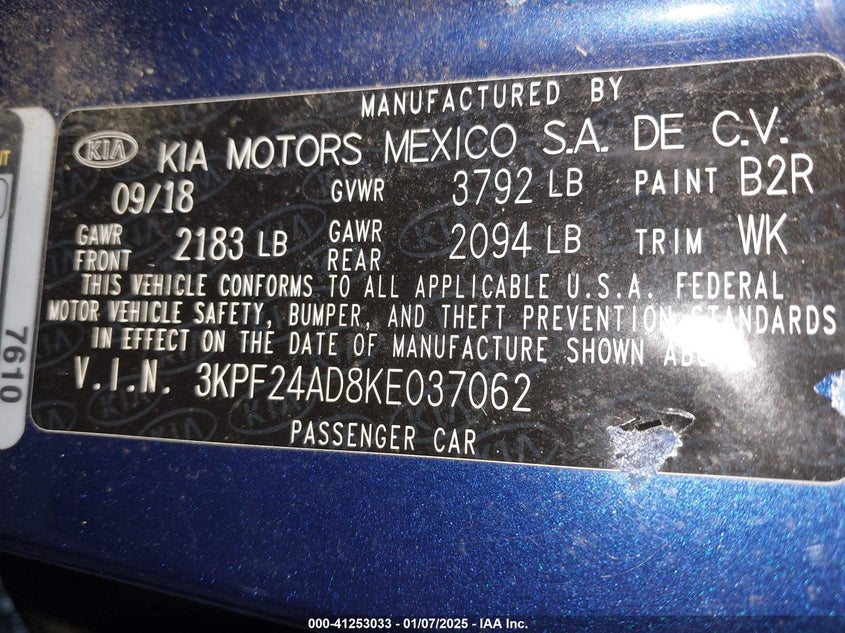 MANUFACTURED BY
KIA KIA MOTORS MEXICO S.A. DE C.V.
09/18 GVWR 3792 LB PAINT B2R
GAWR FRONT 2183 LB GAWR REAR 2094 LB TRIM WK
THIS VEHICLE CONFORMS TO ALL APPLICABLE U.S.A. FEDERAL
MOTOR VEHICLE SAFETY, BUMPER, AND THEFT PREVENTION STANDARDS
IN EFFECT ON THE DATE OF MANUFACTURE SHOWN
V.I.N. 3KPF24AD8KE037062
PASSENGER CAR
7610
000-41253033 - 01/07/2025 - IAA Inc.